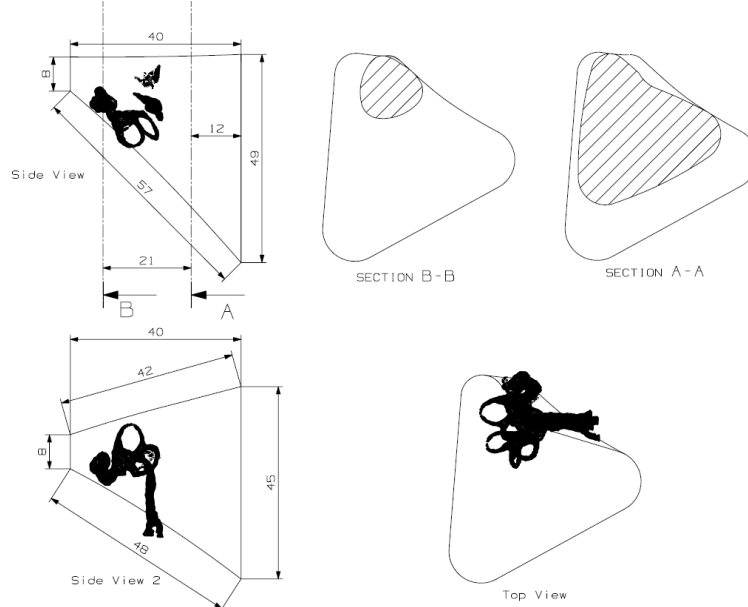 40
8
12
49
Side View
57
21
B
A
SECTION B-B
SECTION A-A
40
42
8
45
48
Side View 2
Top View